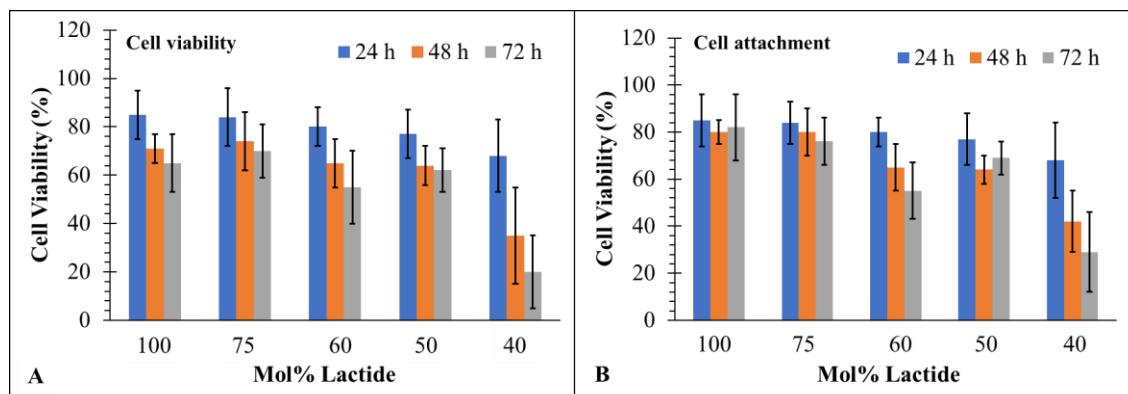 Cell viability
24 h 48 h 72 h
120
100
80
60
40
20
0
Cell Viability (%)
100 75 60 50 40
Mol% Lactide
A
Cell attachment
24 h 48 h 72 h
120
100
80
60
40
20
0
Cell Viability (%)
100 75 60 50 40
Mol% Lactide
B